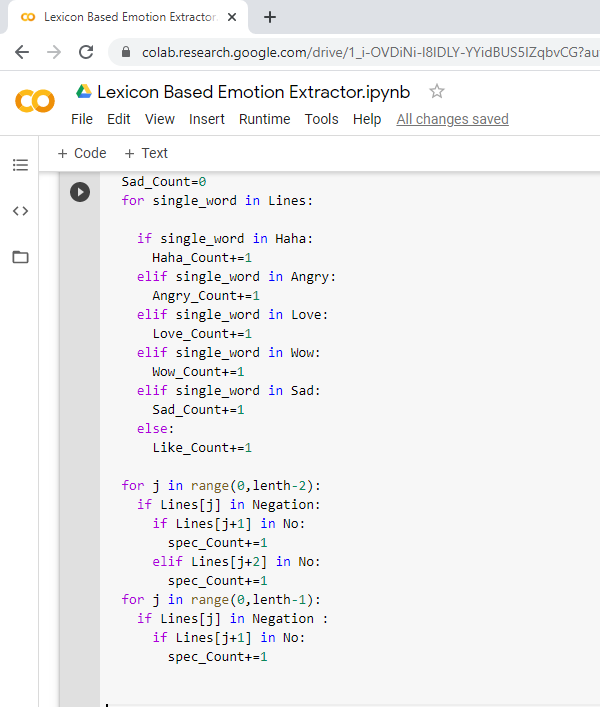 Lexicon Based Emotion Extractor.
colab.research.google.com/drive/1_i-OVDiNi-I8IDLY-YYidBUS5IZqbvCG?au
Lexicon Based Emotion Extractor.ipynb
File Edit View Insert Runtime Tools Help All changes saved
+ Code + Text
Sad_Count=0
for single_word in Lines:
if single_word in Haha:
Haha_Count+=1
elif single_word in Angry:
Angry_Count+=1
elif single_word in Love:
Love_Count+=1
elif single_word in Wow:
Wow_Count+=1
elif single_word in Sad:
Sad_Count+=1
else:
Like_Count+=1
for j in range(0,lenth-2):
if Lines[j] in Negation:
if Lines[j+1] in No:
spec_Count+=1
elif Lines[j+2] in No:
spec_Count+=1
for j in range(0,lenth-1):
if Lines[j] in Negation :
if Lines[j+1] in No:
spec_Count+=1